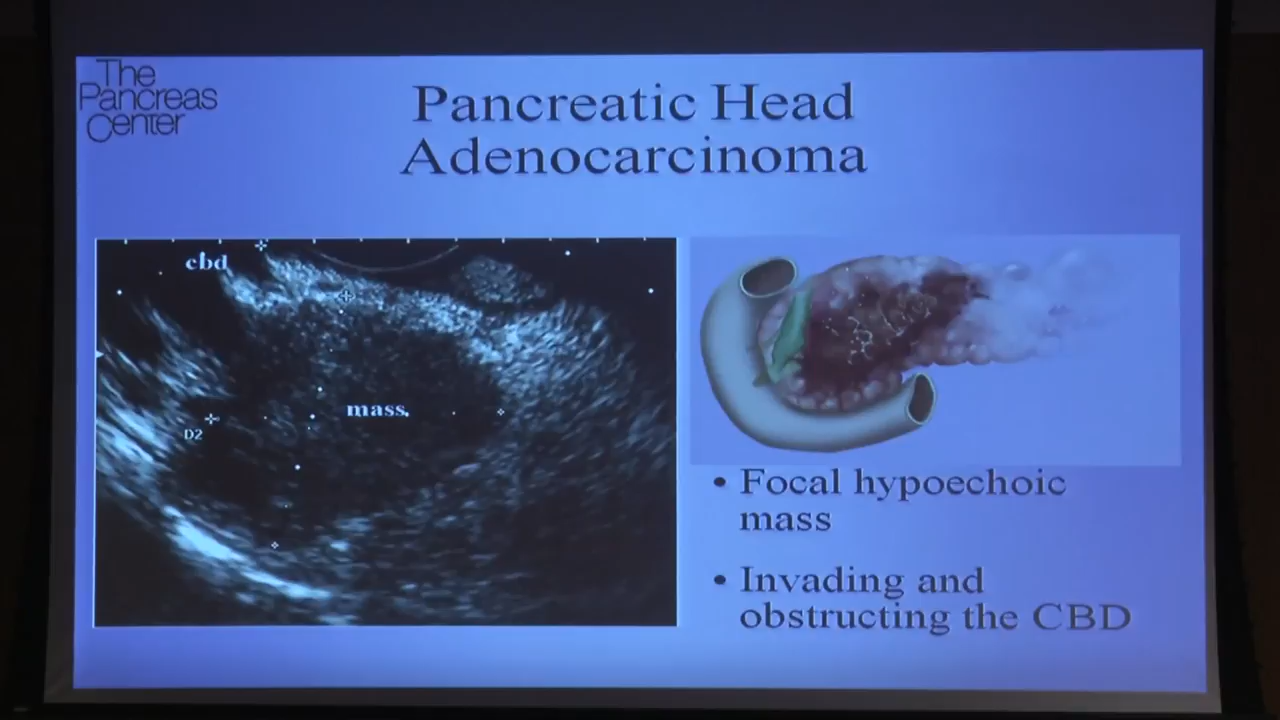 The
Pancreas
Center
Pancreatic Head
Adenocarcinoma
cbd
mass
D2
• Focal hypoechoic
mass
• Invading and
obstructing the CBD